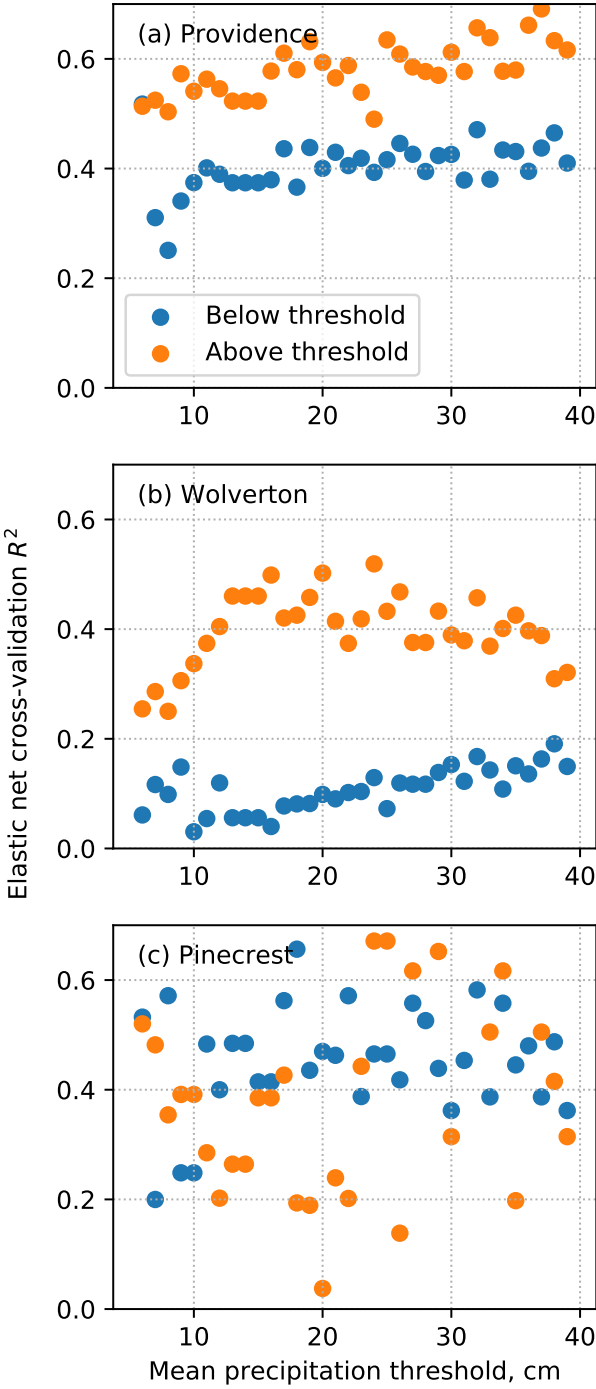 (a) Providence
0.6
0.4
0.2
0.0
Below threshold
Above threshold
10 20 30 40
Elastic net cross-validation R²
(b) Wolverton
0.6
0.4
0.2
0.0
10 20 30 40
(c) Pinecrest
0.6
0.4
0.2
0.0
10 20 30 40
Mean precipitation threshold, cm